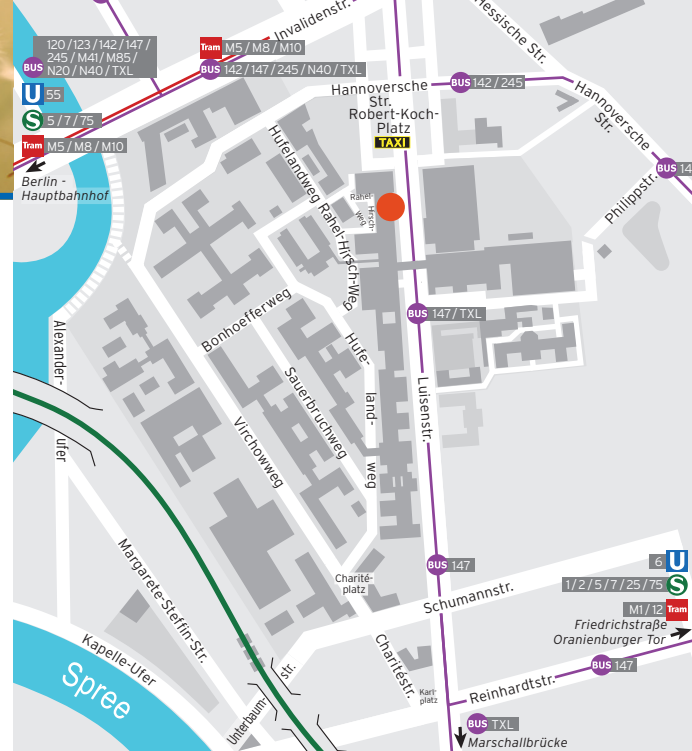 120/123/142/147/
245/M41/M85/
BUS N20/N40/TXL
U 55
S 5/7/75
Tram M5/M8/M10
Berlin -
Hauptbahnhof
Invalidenstr.
Tram M5/M8/M10
BUS 142/147/245/N40/TXL
Hessische Str.
Hannoversche
Str.
BUS 142/245
Hannoversche
Str.
Robert-Koch-
Platz
TAXI
BUS 14
Philippstr.
Hufelandweg
Rahel-Hirsch-Weg
Rahel-
Hirsch-
weg
BUS 147/TXL
Bonhoefferweg
Hufe-
land-
weg
Sauerbruchweg
Virchowweg
Luisenstr.
Alexander-
ufer
Margarete-Steffin-Str.
Kapelle-Ufer
Spree
Unterbaum-
str.
Charité-
platz
Charitéstr.
Schumannstr.
BUS 147
6 U
1/2/5/7/25/75 S
M1/12 Tram
Friedrichstraße
Oranienburger Tor
BUS 147
Reinhardtstr.
Karl-
platz
BUS TXL
Marschallbrücke